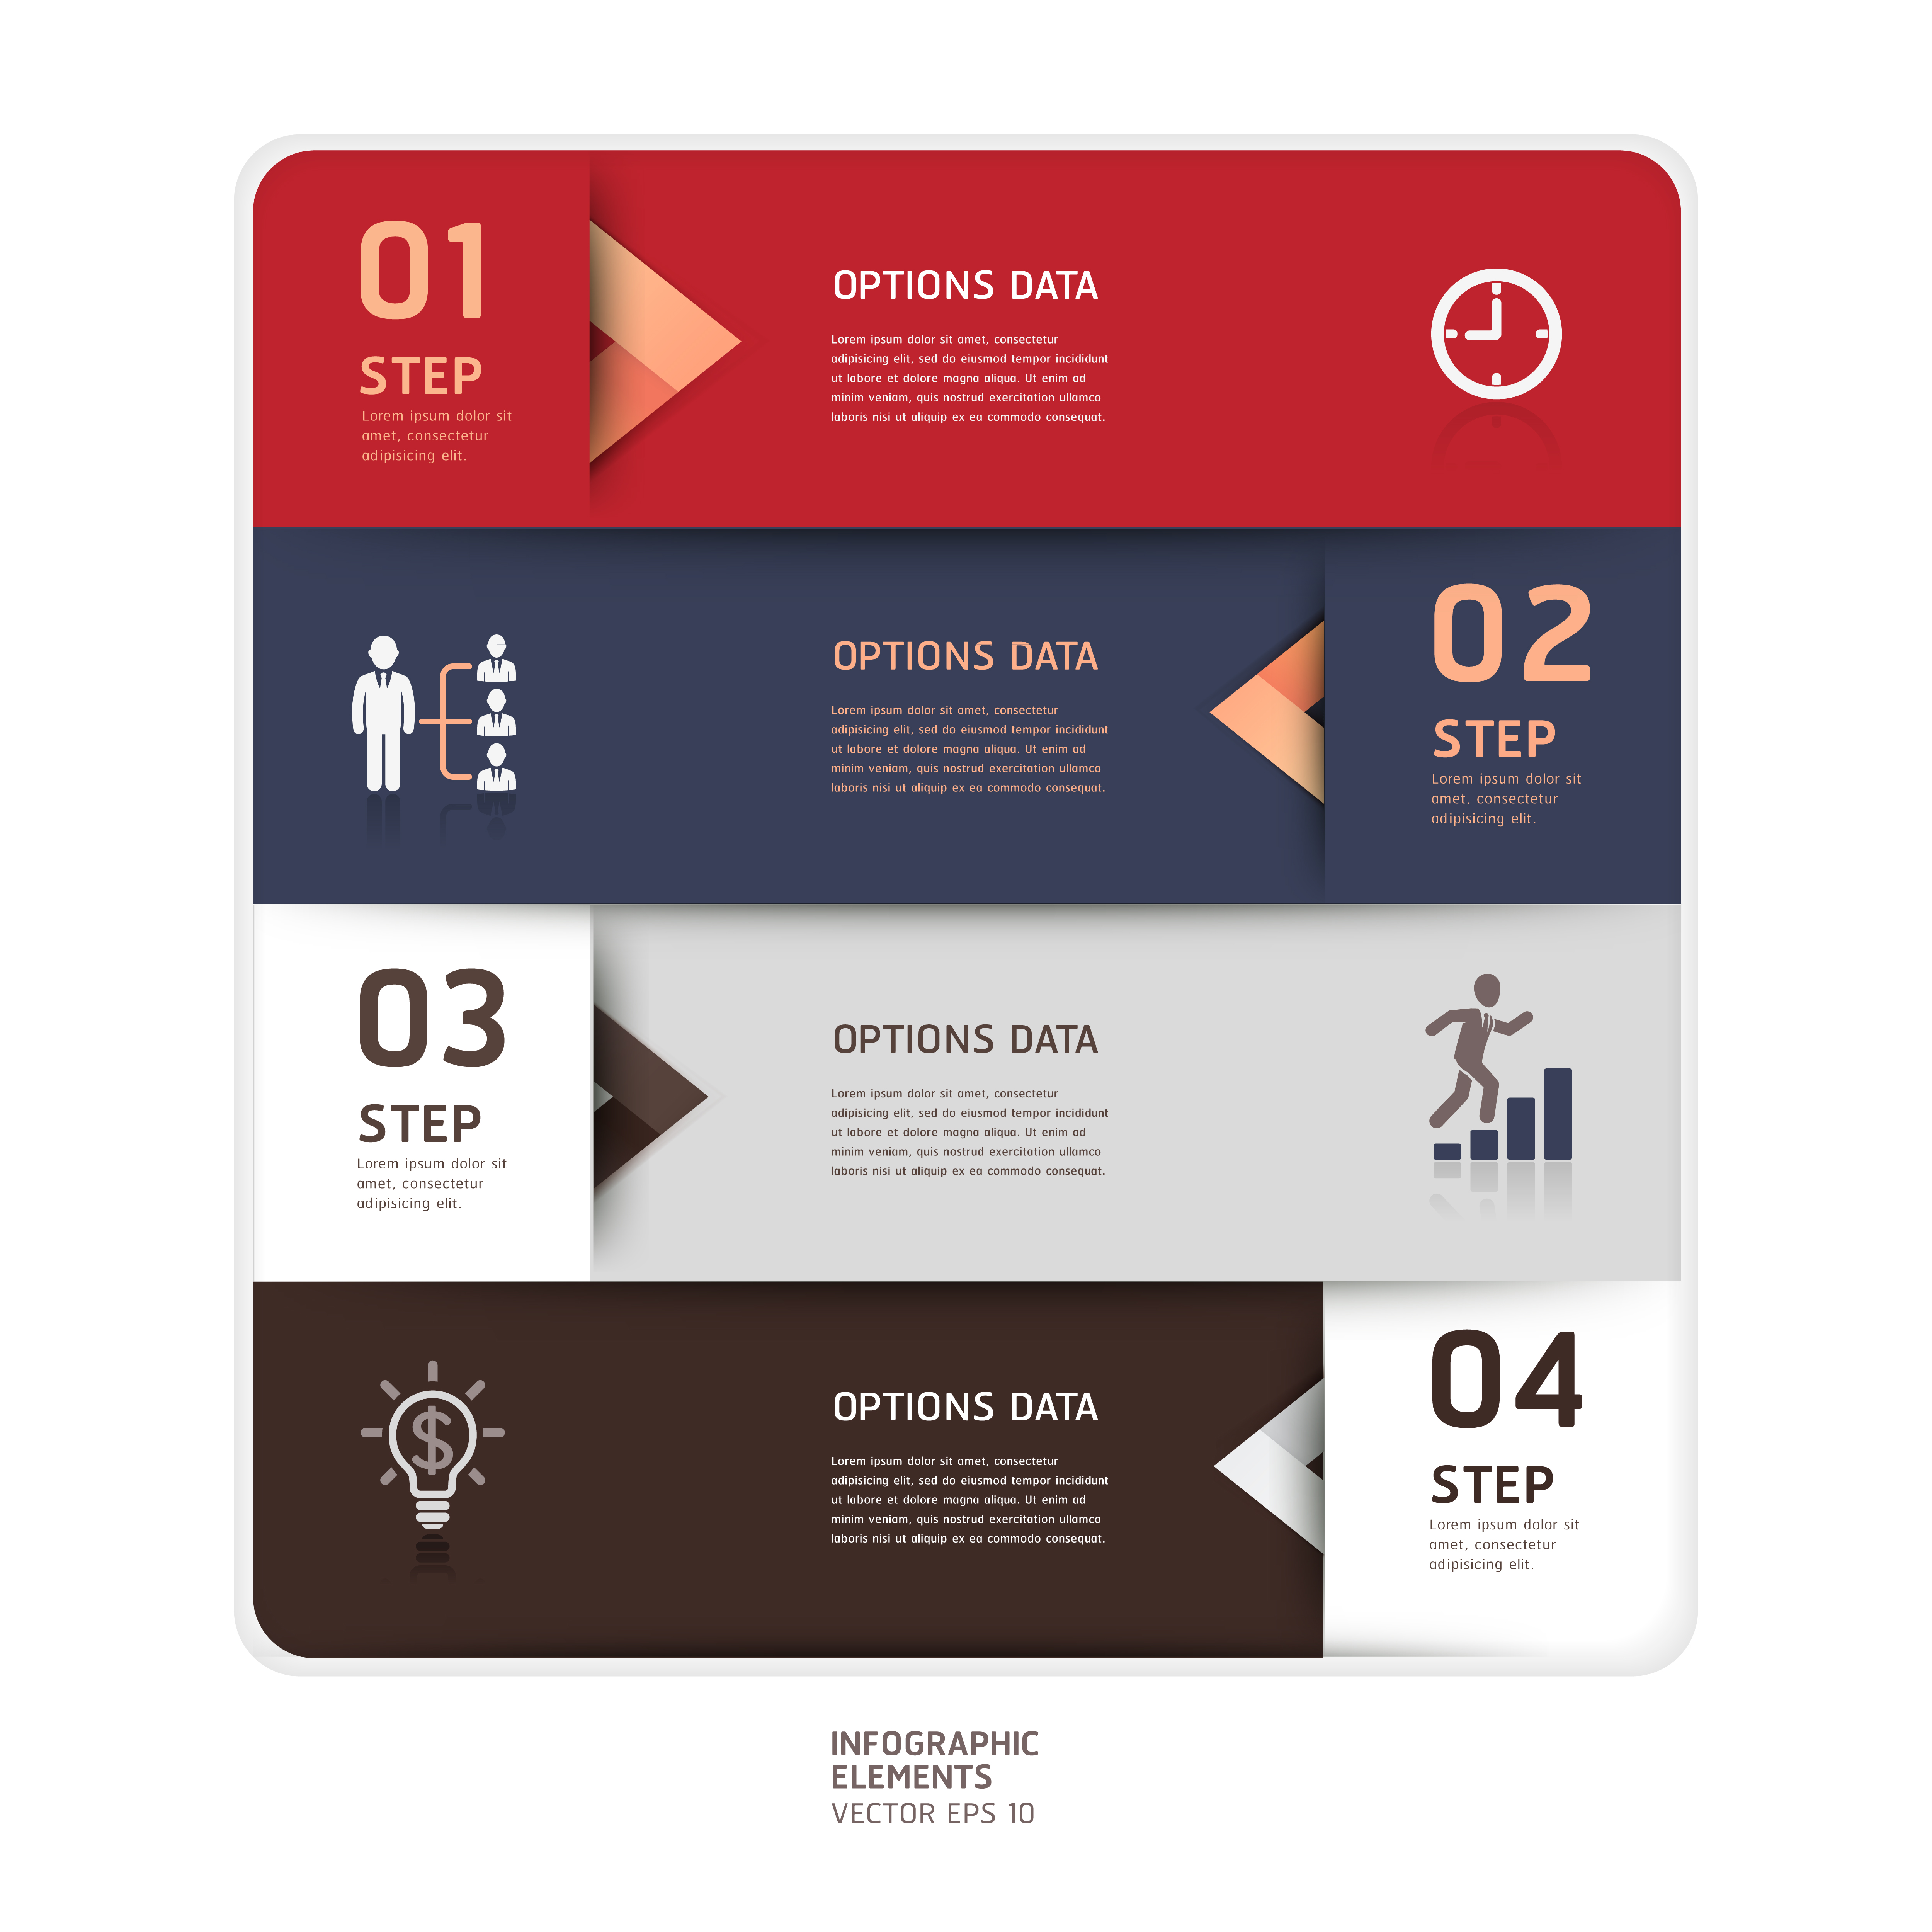 01
STEP
Lorem ipsum dolor sit
amet, consectetur
adipisicing elit.
OPTIONS DATA
Lorem ipsum dolor sit amet, consectetur
adipisicing elit, sed do eiusmod tempor incididunt
ut labore et dolore magna aliqua. Ut enim ad
minim veniam, quis nostrud exercitation ullamco
laboris nisi ut aliquip ex ea commodo consequat.
OPTIONS DATA
Lorem ipsum dolor sit amet, consectetur
adipisicing elit, sed do eiusmod tempor incididunt
ut labore et dolore magna aliqua. Ut enim ad
minim veniam, quis nostrud exercitation ullamco
laboris nisi ut aliquip ex ea commodo consequat.
02
STEP
Lorem ipsum dolor sit
amet, consectetur
adipisicing elit.
03
STEP
Lorem ipsum dolor sit
amet, consectetur
adipisicing elit.
OPTIONS DATA
Lorem ipsum dolor sit amet, consectetur
adipisicing elit, sed do eiusmod tempor incididunt
ut labore et dolore magna aliqua. Ut enim ad
minim veniam, quis nostrud exercitation ullamco
laboris nisi ut aliquip ex ea commodo consequat.
$
OPTIONS DATA
Lorem ipsum dolor sit amet, consectetur
adipisicing elit, sed do eiusmod tempor incididunt
ut labore et dolore magna aliqua. Ut enim ad
minim veniam, quis nostrud exercitation ullamco
laboris nisi ut aliquip ex ea commodo consequat.
04
STEP
Lorem ipsum dolor sit
amet, consectetur
adipisicing elit.
INFOGRAPHIC
ELEMENTS
VECTOR EPS 10